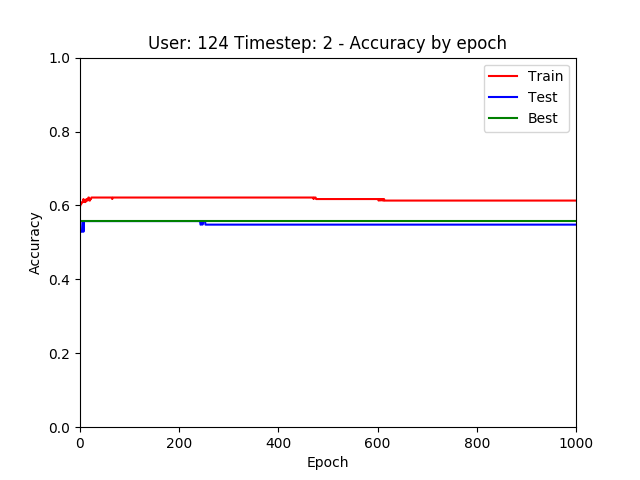 User: 124 Timestep: 2 - Accuracy by epoch
1.0
0.8
0.6
0.4
0.2
0.0
Accuracy
Train
Test
Best
0 200 400 600 800 1000
Epoch